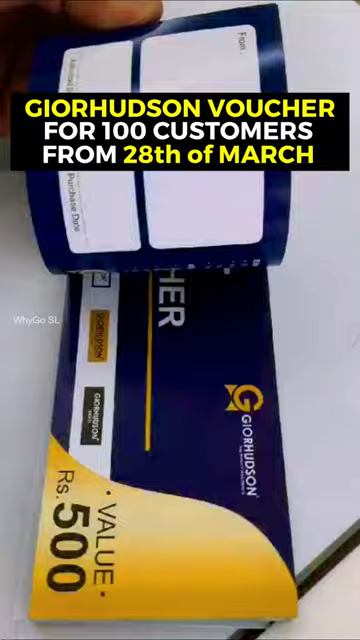 GIORHUDSON VOUCHER
FOR 100 CUSTOMERS
FROM 28th of MARCH
From :
Purchase Date
HER
WhyGo SL
GIORHUDSON
GIORHUDSON
GIORHUDSON
• VALUE •
Rs. 500